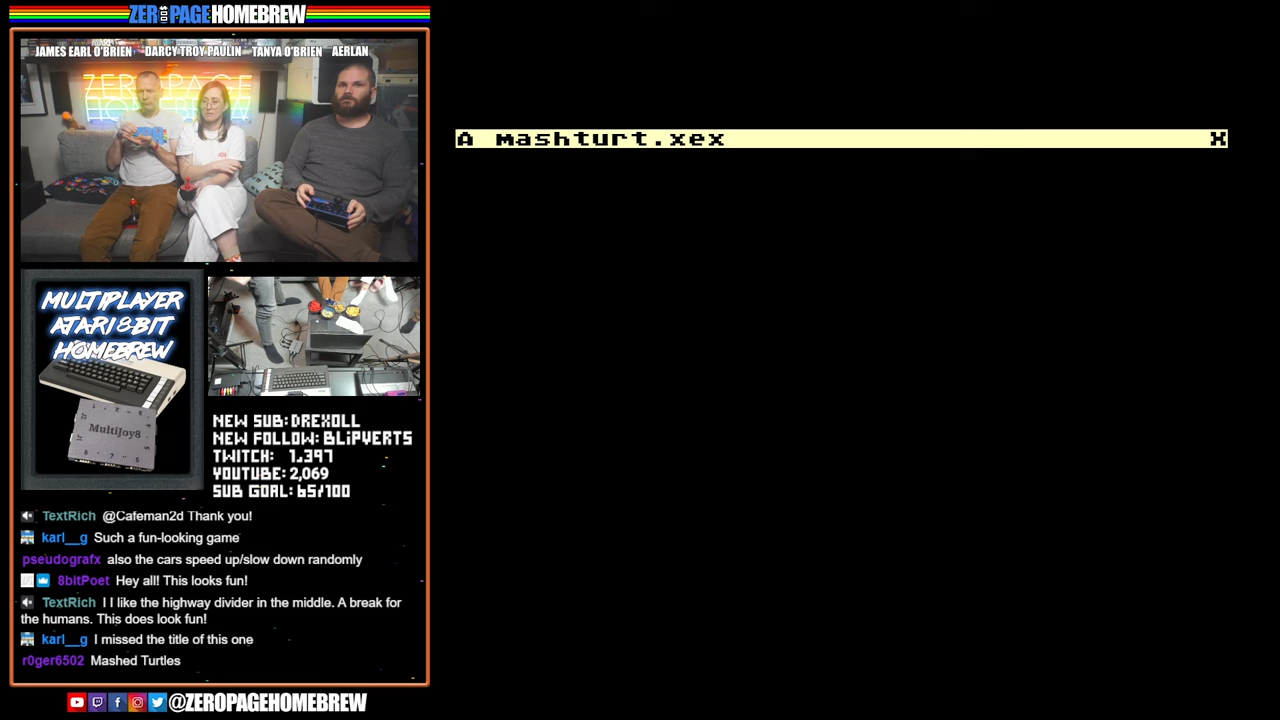 ZEROPAGEHOMEBREW
JAMES EARL O'BRIEN DARCY TROY PAULIN TANYA O'BRIEN AERLAN
ZEROPAGE
HOMEBREW
A mashturt.xex X
MULTIPLAYER
ATARI 8 BIT
HOMEBREW
MultiJoy8
NEW SUB: DREXOLL
NEW FOLLOW: BLiPVERTS
TWITCH: 1,397
YOUTUBE: 2,069
SUB GOAL: 65/100
TextRich @Cafeman2d Thank you!
karl__g Such a fun-looking game
pseudografx also the cars speed up/slow down randomly
8bitPoet Hey all! This looks fun!
TextRich I I like the highway divider in the middle. A break for
the humans. This does look fun!
karl__g I missed the title of this one
r0ger6502 Mashed Turtles
@ZEROPAGEHOMEBREW